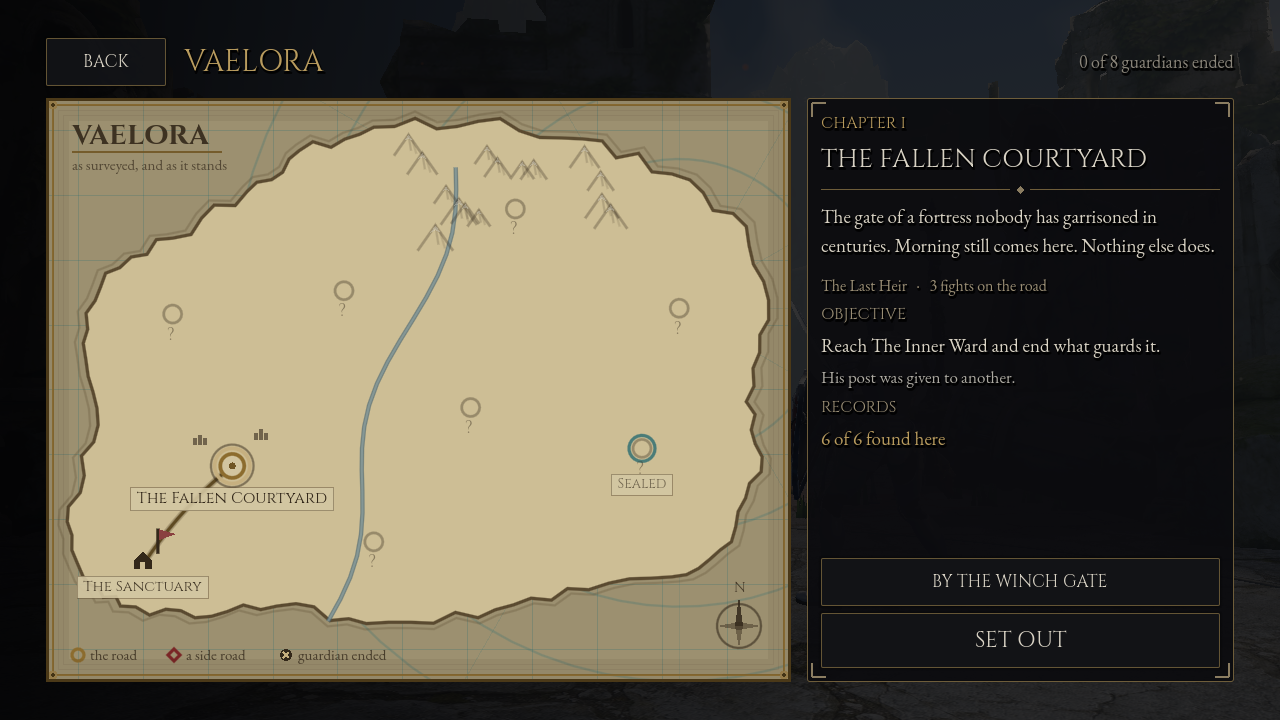 BACK
VAELORA
0 of 8 guardians ended
VAELORA
as surveyed, and as it stands
?
?
?
?
?
?
?
THE FALLEN COURTYARD
SEALED
THE SANCTUARY
N
the road
a side road
guardian ended
CHAPTER I
THE FALLEN COURTYARD
The gate of a fortress nobody has garrisoned in
centuries. Morning still comes here. Nothing else does.
The Last Heir · 3 fights on the road
OBJECTIVE
Reach The Inner Ward and end what guards it.
His post was given to another.
RECORDS
6 of 6 found here
BY THE WINCH GATE
SET OUT